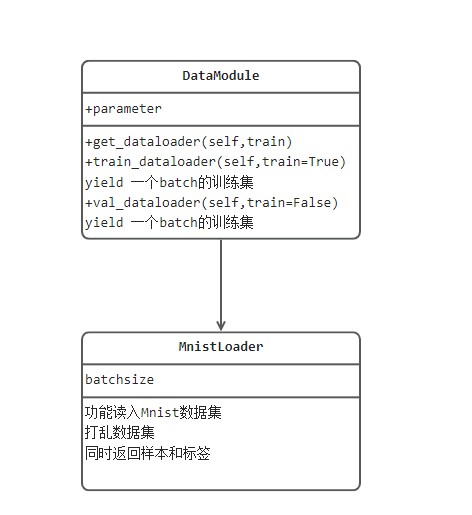 DataModule
+parameter
+get_dataloader(self,train)
+train_dataloader(self,train=True)
yield 一个batch的训练集
+val_dataloader(self,train=False)
yield 一个batch的训练集
MnistLoader
batchsize
功能读入Mnist数据集
打乱数据集
同时返回样本和标签